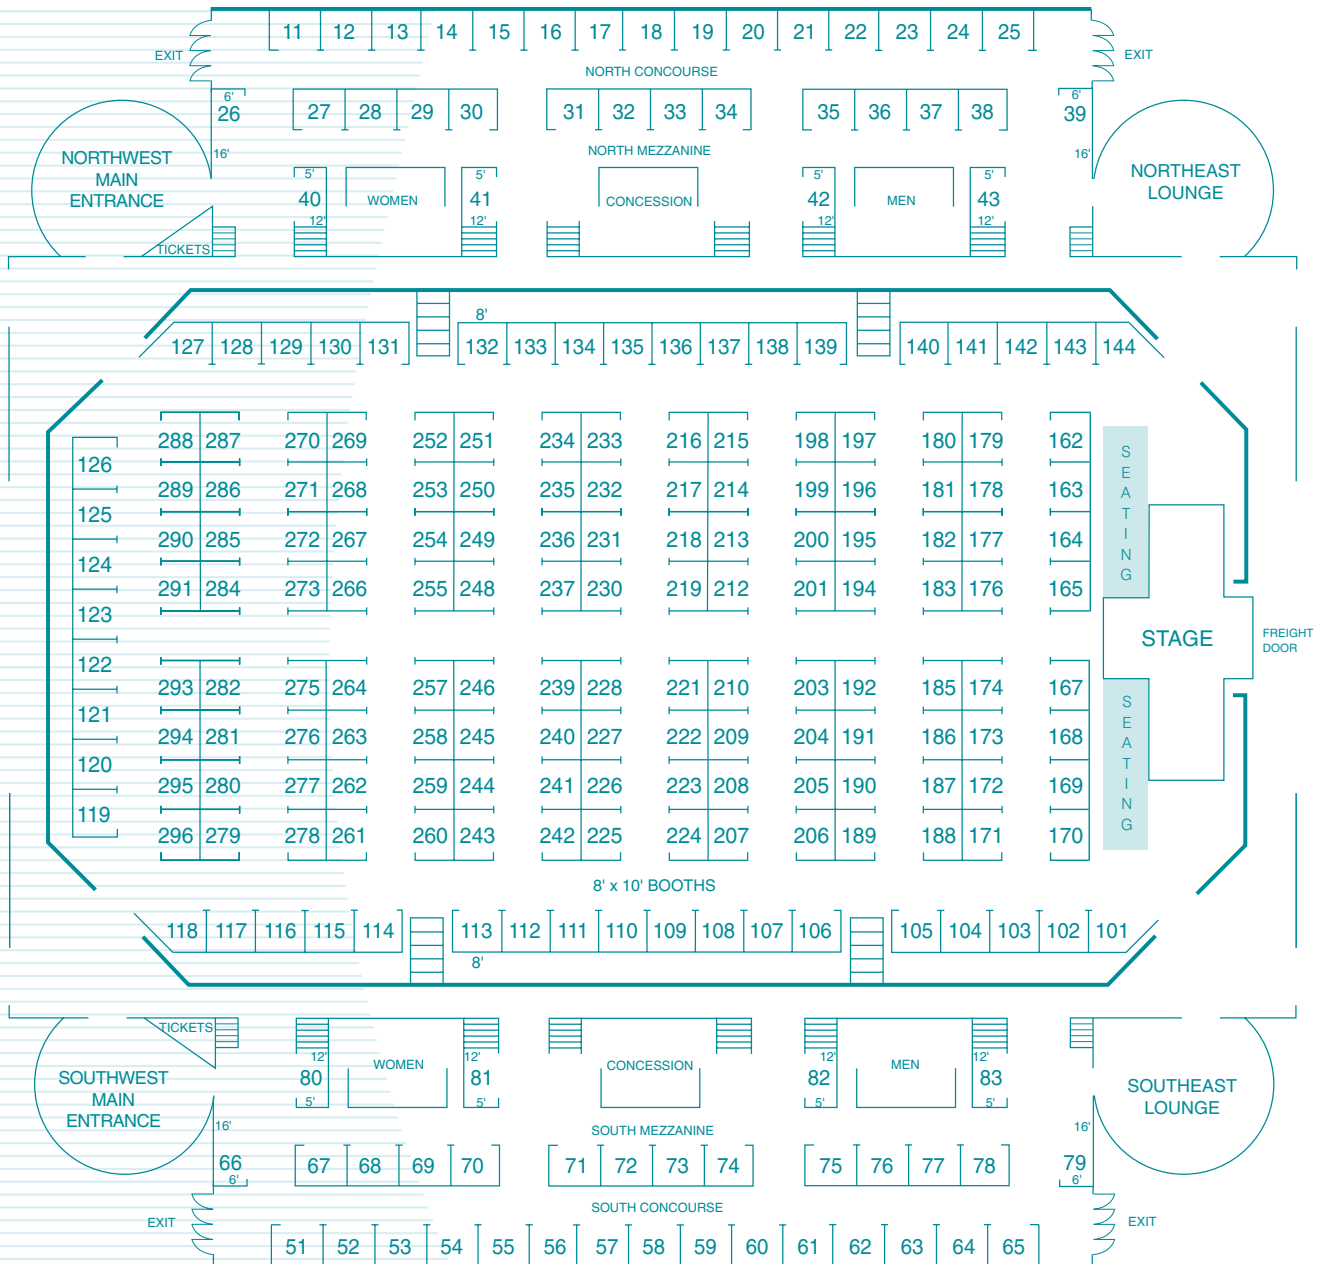 11 12 13 14 15 16 17 18 19 20 21 22 23 24 25
EXIT
EXIT
NORTH CONCOURSE
6'
26
16'
27 28 29 30
31 32 33 34
35 36 37 38
6'
39
16'
NORTHWEST
MAIN
ENTRANCE
NORTH MEZZANINE
NORTHEAST
LOUNGE
5'
40
12'
WOMEN
5'
41
12'
CONCESSION
5'
42
12'
MEN
5'
43
12'
TICKETS
8'
127 128 129 130 131
132 133 134 135 136 137 138 139
140 141 142 143 144
126
125
124
123
122
121
120
119
288 287 270 269 252 251 234 233 216 215 198 197 180 179 162
289 286 271 268 253 250 235 232 217 214 199 196 181 178 163
290 285 272 267 254 249 236 231 218 213 200 195 182 177 164
291 284 273 266 255 248 237 230 219 212 201 194 183 176 165
293 282 275 264 257 246 239 228 221 210 203 192 185 174 167
294 281 276 263 258 245 240 227 222 209 204 191 186 173 168
295 280 277 262 259 244 241 226 223 208 205 190 187 172 169
296 279 278 261 260 243 242 225 224 207 206 189 188 171 170
SEATING
STAGE
SEATING
FREIGHT
DOOR
8' x 10' BOOTHS
118 117 116 115 114
113 112 111 110 109 108 107 106
105 104 103 102 101
8'
TICKETS
12'
80
5'
WOMEN
12'
81
5'
CONCESSION
12'
82
5'
MEN
12'
83
5'
SOUTHWEST
MAIN
ENTRANCE
SOUTHEAST
LOUNGE
SOUTH MEZZANINE
16'
66
6'
67 68 69 70
71 72 73 74
75 76 77 78
16'
79
6'
SOUTH CONCOURSE
EXIT
EXIT
51 52 53 54 55 56 57 58 59 60 61 62 63 64 65